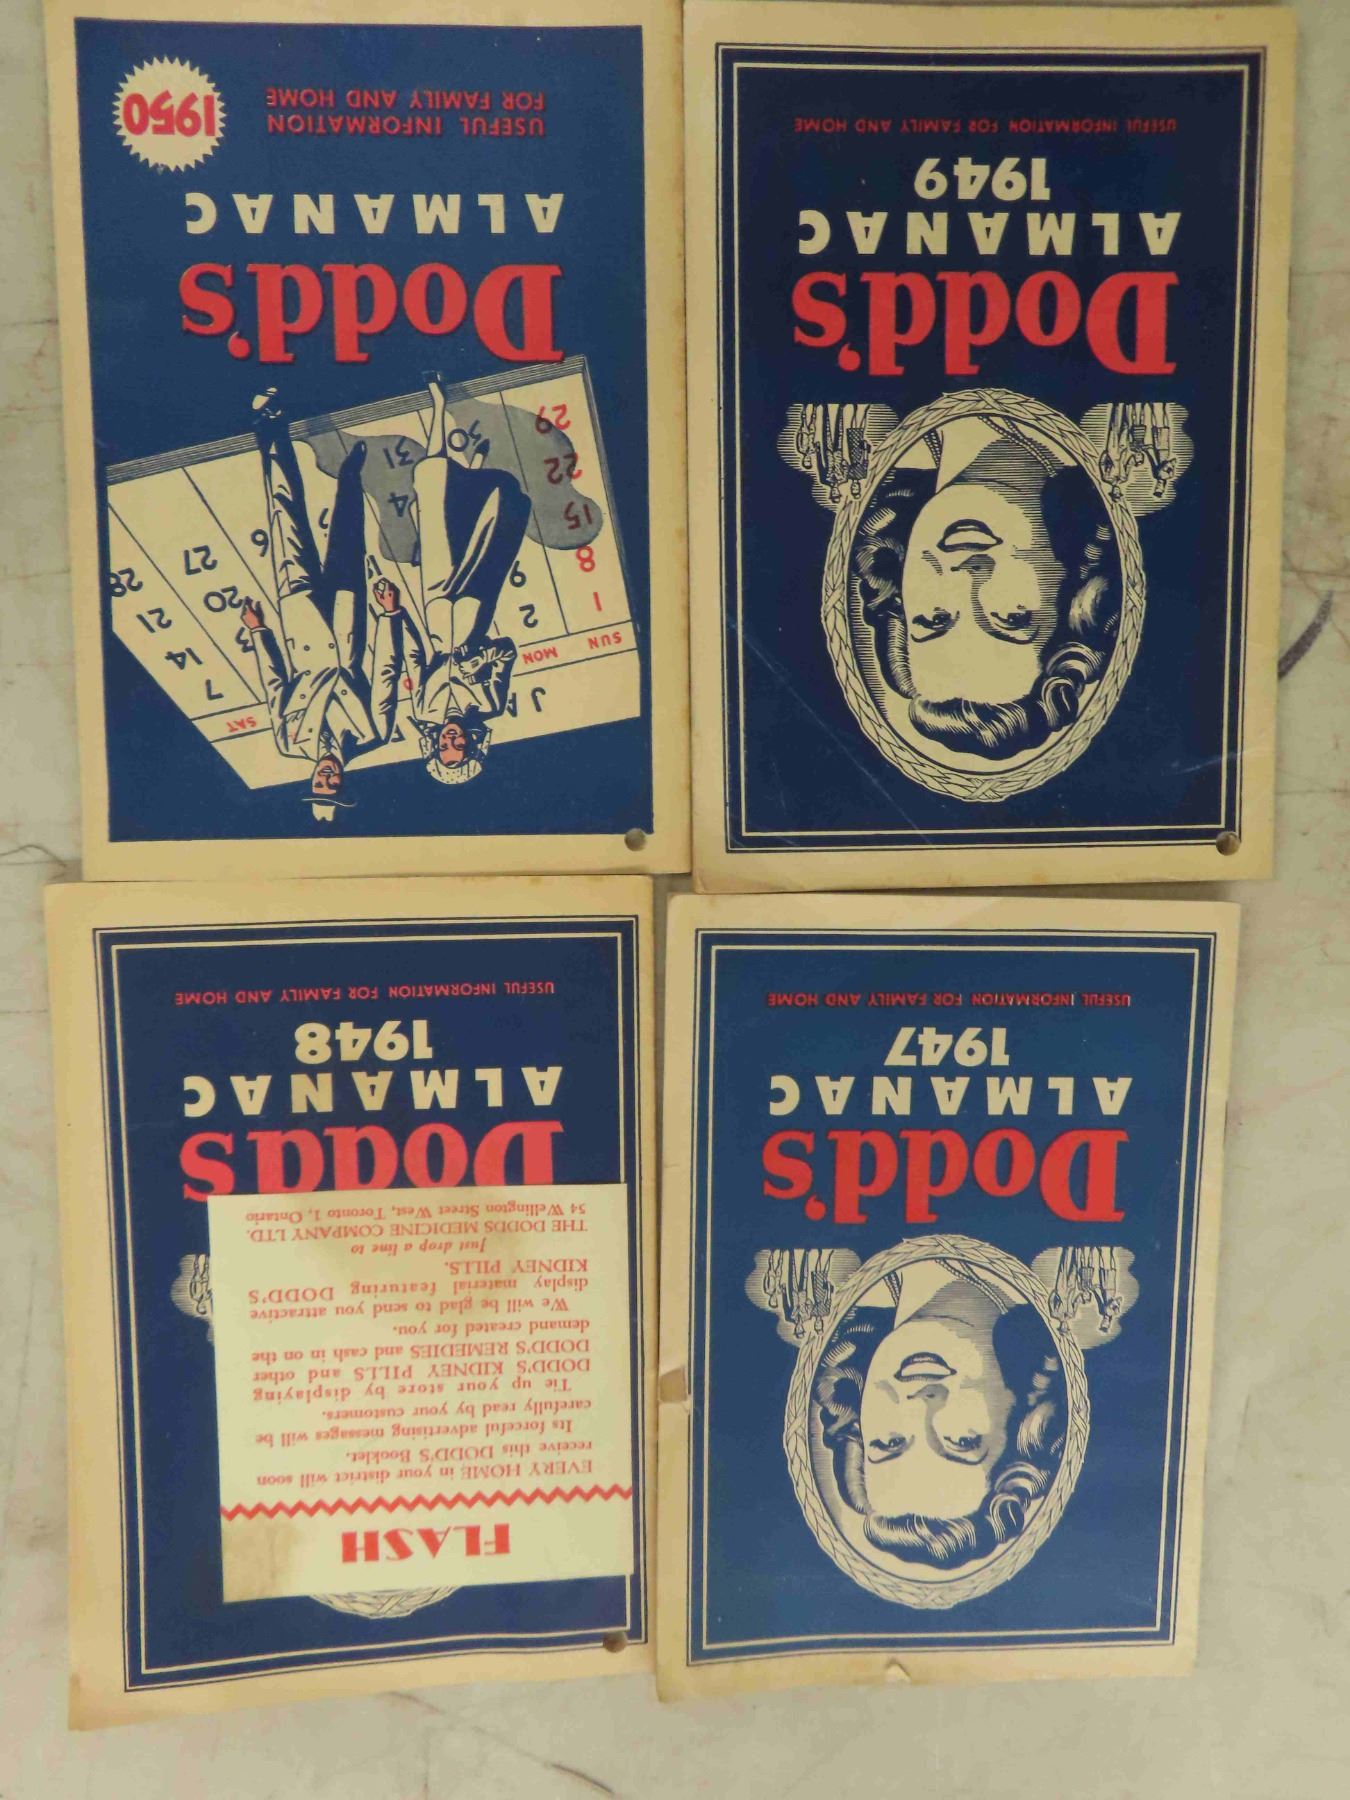 Dodd's
ALMANAC
1947
USEFUL INFORMATION FOR FAMILY AND HOME
FLASH
EVERY HOME in your district will soon
receive this DODD'S Booklet.
Its forceful advertising messages will be
carefully read by your customers.
Tie up your store by displaying
DODD'S KIDNEY PILLS and other
DODD'S REMEDIES and cash in on the
demand created for you.
We will be glad to send you attractive
display material featuring DODD'S
KIDNEY PILLS.
Just drop a line to
THE DODDS MEDICINE COMPANY LTD.
54 Wellington Street West, Toronto 1, Ontario
Dodd's
ALMANAC
1948
USEFUL INFORMATION FOR FAMILY AND HOME
Dodd's
ALMANAC
1949
USEFUL INFORMATION FOR FAMILY AND HOME
JA
SUN MON SAT
1 2 7
8 9 14
15 4 20 21
22 31 6 27 28
29 30
Dodd's
ALMANAC
USEFUL INFORMATION
FOR FAMILY AND HOME
1950